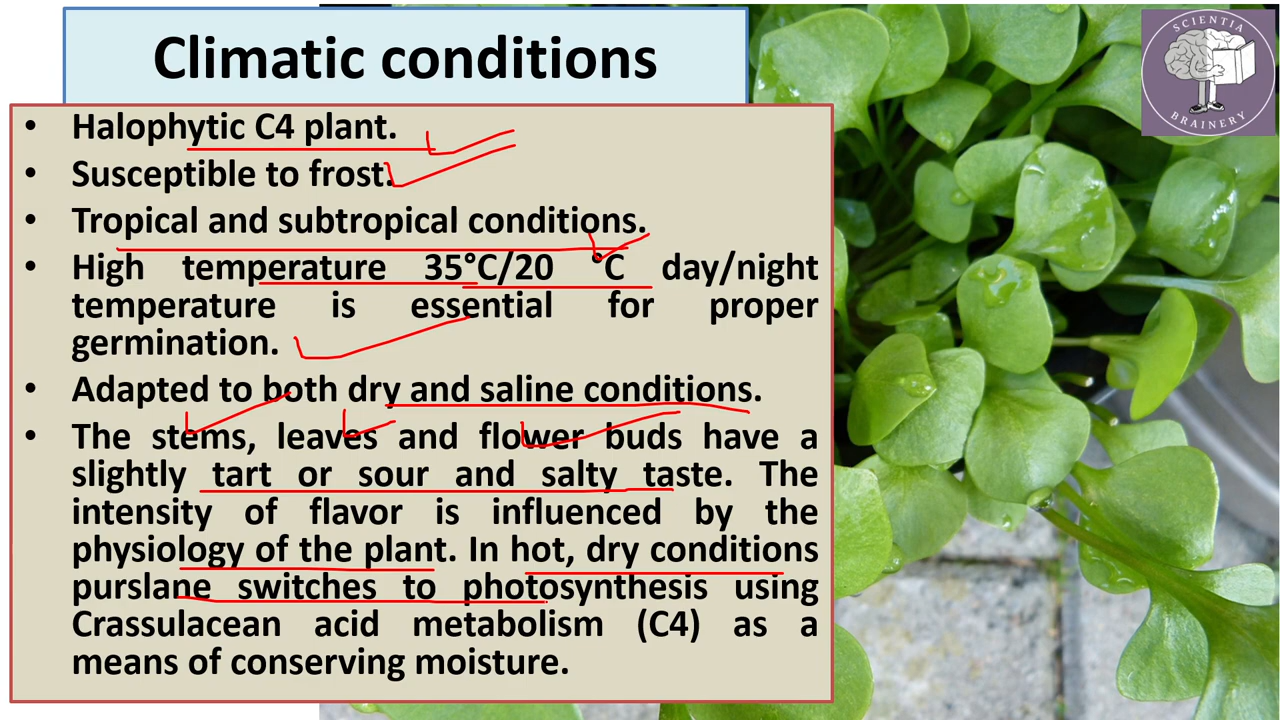 Climatic conditions
SCIENTIA
BRAINERY
• Halophytic C4 plant.
• Susceptible to frost.
• Tropical and subtropical conditions.
• High temperature 35°C/20 °C day/night
temperature is essential for proper
germination.
• Adapted to both dry and saline conditions.
• The stems, leaves and flower buds have a
slightly tart or sour and salty taste. The
intensity of flavor is influenced by the
physiology of the plant. In hot, dry conditions
purslane switches to photosynthesis using
Crassulacean acid metabolism (C4) as a
means of conserving moisture.